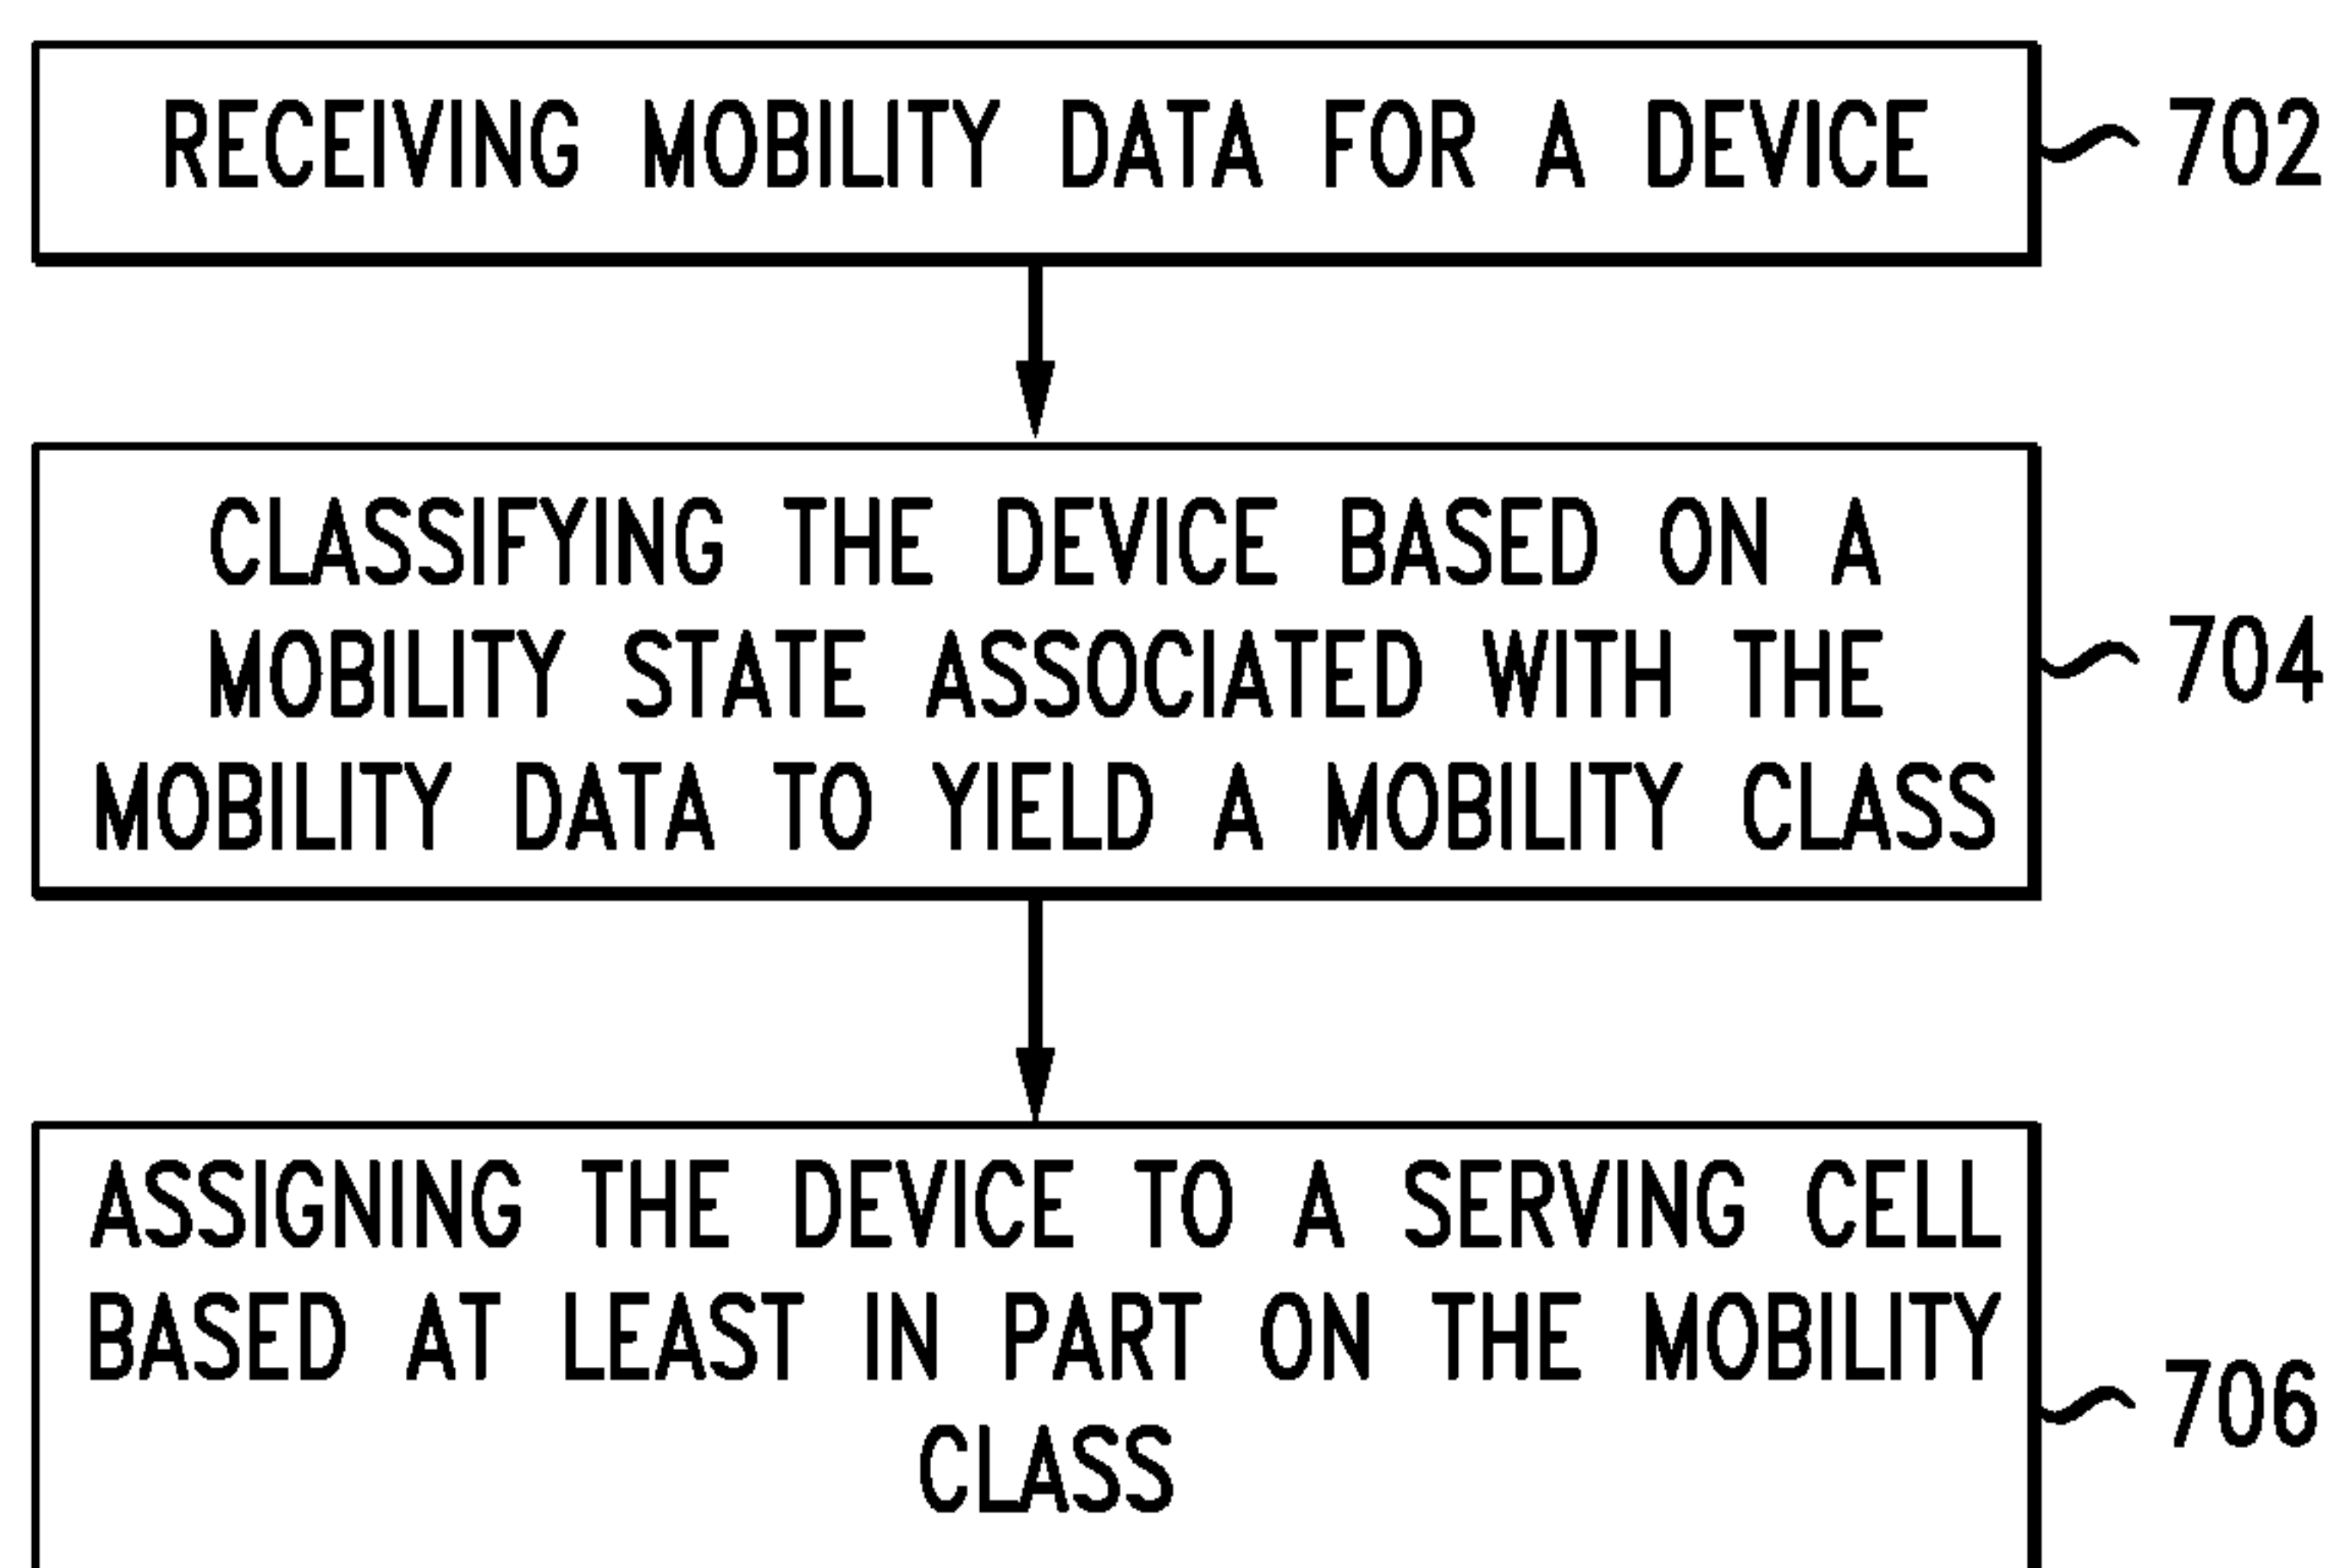 RECEIVING MOBILITY DATA FOR A DEVICE
702
CLASSIFYING THE DEVICE BASED ON A
MOBILITY STATE ASSOCIATED WITH THE
MOBILITY DATA TO YIELD A MOBILITY CLASS
704
ASSIGNING THE DEVICE TO A SERVING CELL
BASED AT LEAST IN PART ON THE MOBILITY
CLASS
706